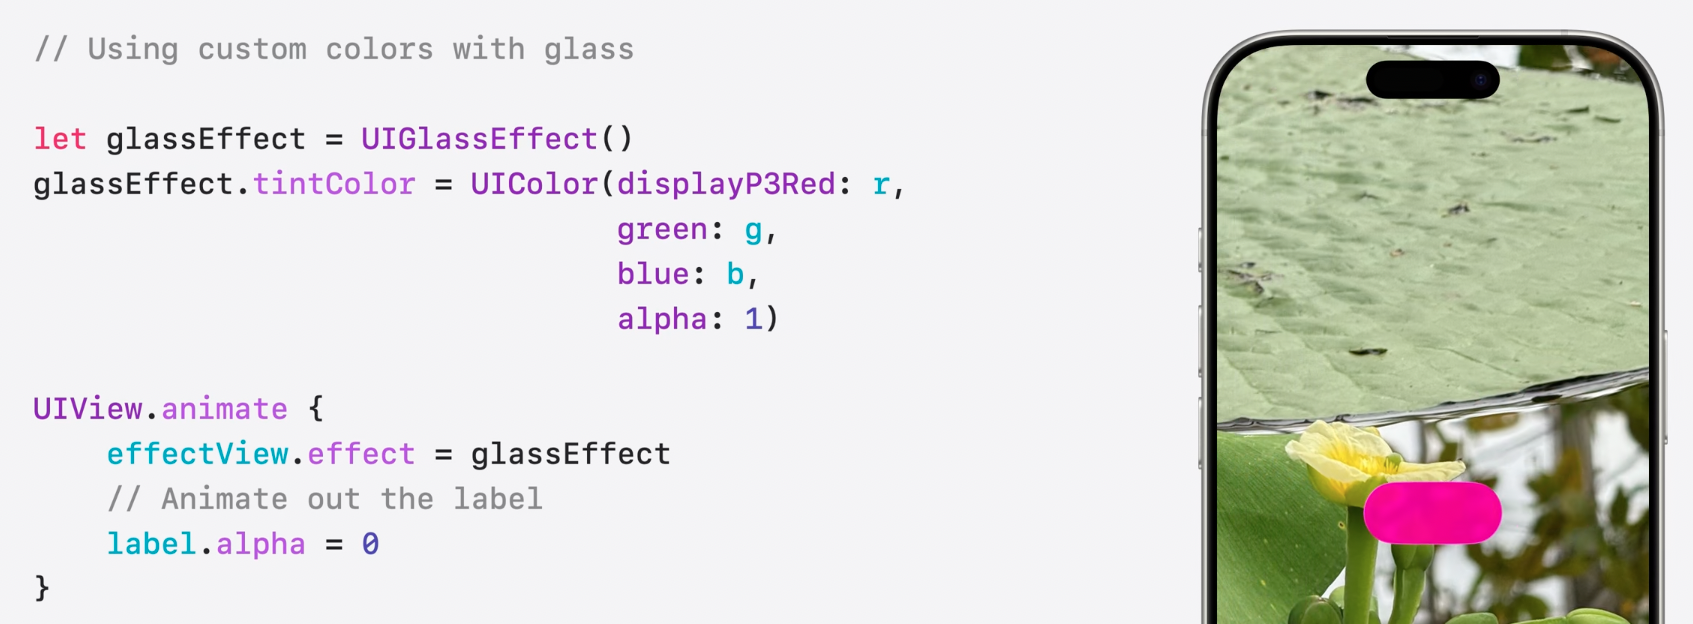 // Using custom colors with glass
let glassEffect = UIGlassEffect()
glassEffect.tintColor = UIColor(displayP3Red: r,
green: g,
blue: b,
alpha: 1)
UIView.animate {
effectView.effect = glassEffect
// Animate out the label
label.alpha = 0
}